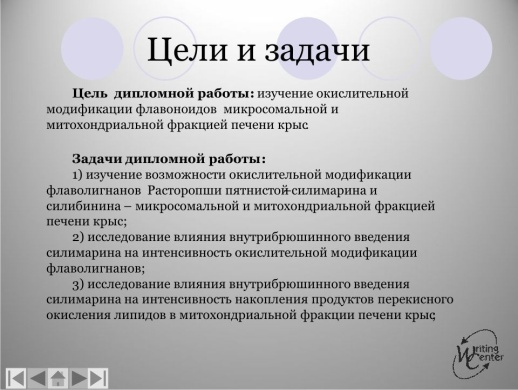 Цели и задачи
Цель дипломной работы: изучение окислительной
модификации флавоноидов микросомальной и
митохондриальной фракцией печени крыс.
Задачи дипломной работы:
1) изучение возможности окислительной модификации
флаволигнанов Расторопши пятнистой–силимарина и
силибинина – микросомальной и митохондриальной фракцией
печени крыс;
2) исследование влияния внутрибрюшинного введения
силимарина на интенсивность окислительной модификации
флаволигнанов;
3) исследование влияния внутрибрюшинного введения
силимарина на интенсивность накопления продуктов перекисного
окисления липидов в митохондриальной фракции печени крыс;
Writing
Center